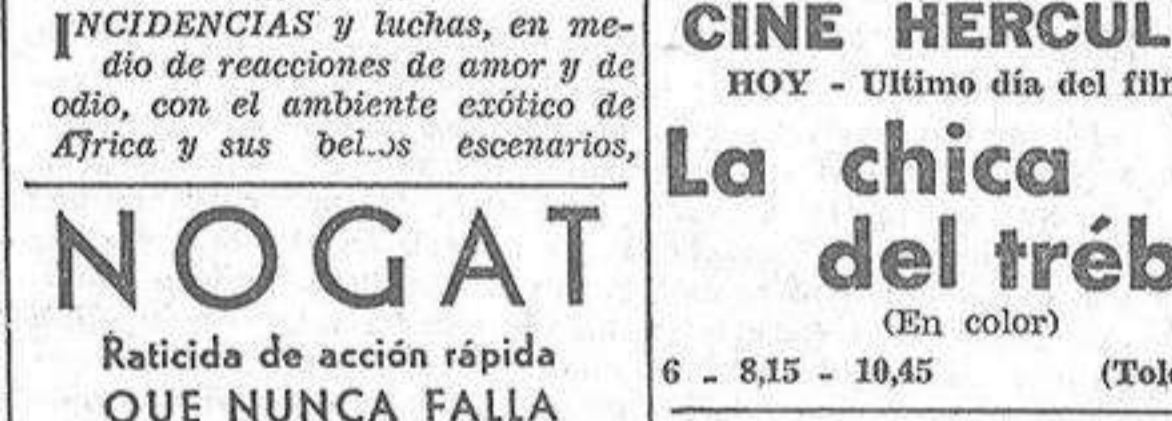 INCIDENCIAS y luchas, en me-
dio de reacciones de amor y de
odio, con el ambiente exótico de
Africa y sus escenarios,
NOGAT
Raticida de acción rápida
QUE NUNCA FALLA
CINE HERCUL
HOY - Ultimo día del film
La chica
del tréb
(En color)
6 - 8,15 - 10,45 (Tole